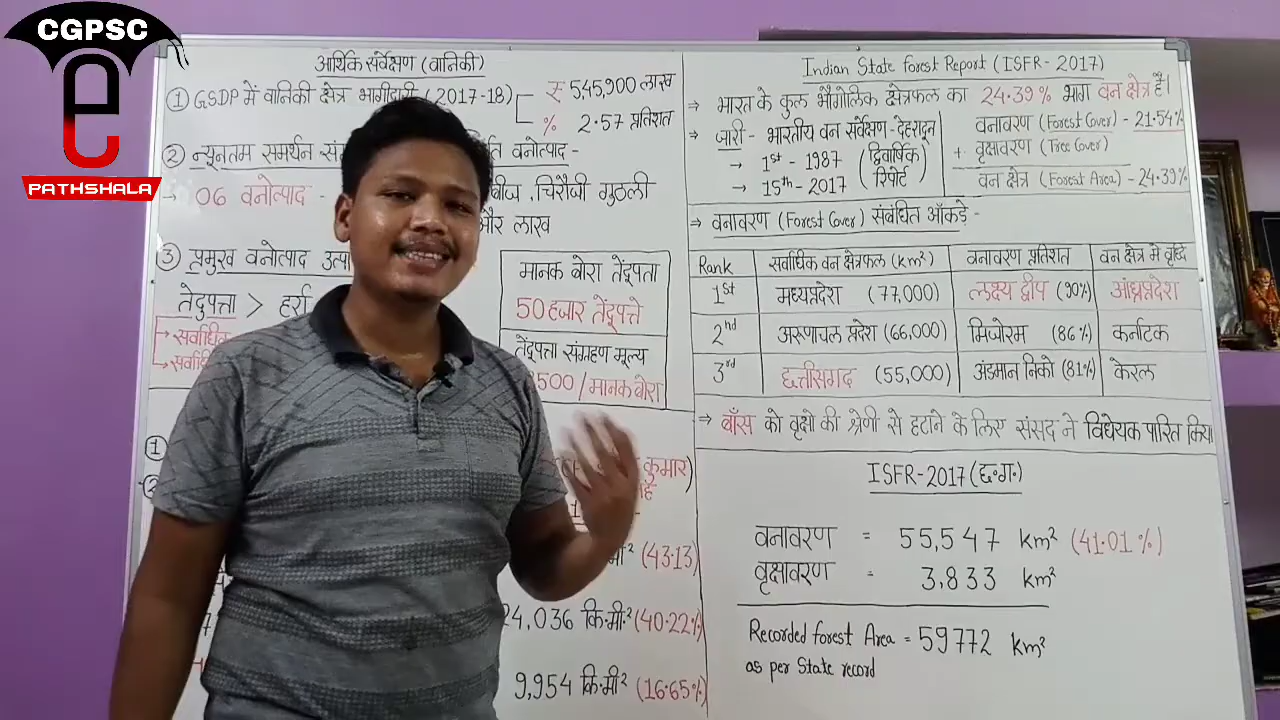 CGPSC
e
PATHSHALA
आर्थिक सर्वेक्षण (वानिकी)
① GSDP में वानिकी क्षेत्र भागीदारी (2017-18)
₹ 545,900 लाख
% 2.57 प्रतिशत
② न्यूनतम समर्थन वनोत्पाद -
→ 06 वनोत्पाद - बीज, चिरौंजी गुठली
और लाख
③ प्रमुख वनोत्पाद
तेंदुपत्ता > हर्रा
→ सर्वाधिक
मानक बोरा तेंदूपत्ता
50 हजार तेंदूपत्ते
तेंदूपत्ता संग्रहण मूल्य
500 / मानक बोरा
①
कुमार)
(43.13)
24,036 कि.मी.² (40.22%)
9,954 कि.मी² (16.65%)
Indian State forest Report (ISFR - 2017)
⇒ भारत के कुल भौगोलिक क्षेत्रफल का 24.39% भाग वन क्षेत्र है।
⇒ जारी - भारतीय वन सर्वेक्षण - देहरादून
→ 1st - 1987 (द्विवार्षिक
→ 15th - 2017 रिपोर्ट)
वनावरण (Forest Cover) - 21.54%
+ वृक्षावरण (Tree Cover)
वन क्षेत्र (Forest Area) - 24.39%
⇒ वनावरण (Forest Cover) संबंधित आँकड़े -
Rank सर्वाधिक वन क्षेत्रफल (km²) वनावरण प्रतिशत वन क्षेत्र मे वृद्धि
1st मध्यप्रदेश (77,000) लक्ष्य द्वीप (90%) आंध्रप्रदेश
2nd अरूणाचल प्रदेश (66,000) मिजोरम (86%) कर्नाटक
3rd छत्तीसगढ (55,000) अंडमान निको (81%) केरल
→ बाँस को वृक्षो की श्रेणी से हटाने के लिए संसद ने विधेयक पारित किया
ISFR - 2017 (छ.ग.)
वनावरण = 55,547 km² (41.01%)
वृक्षावरण = 3,833 km²
Recorded forest Area = 59772 km²
as per State record